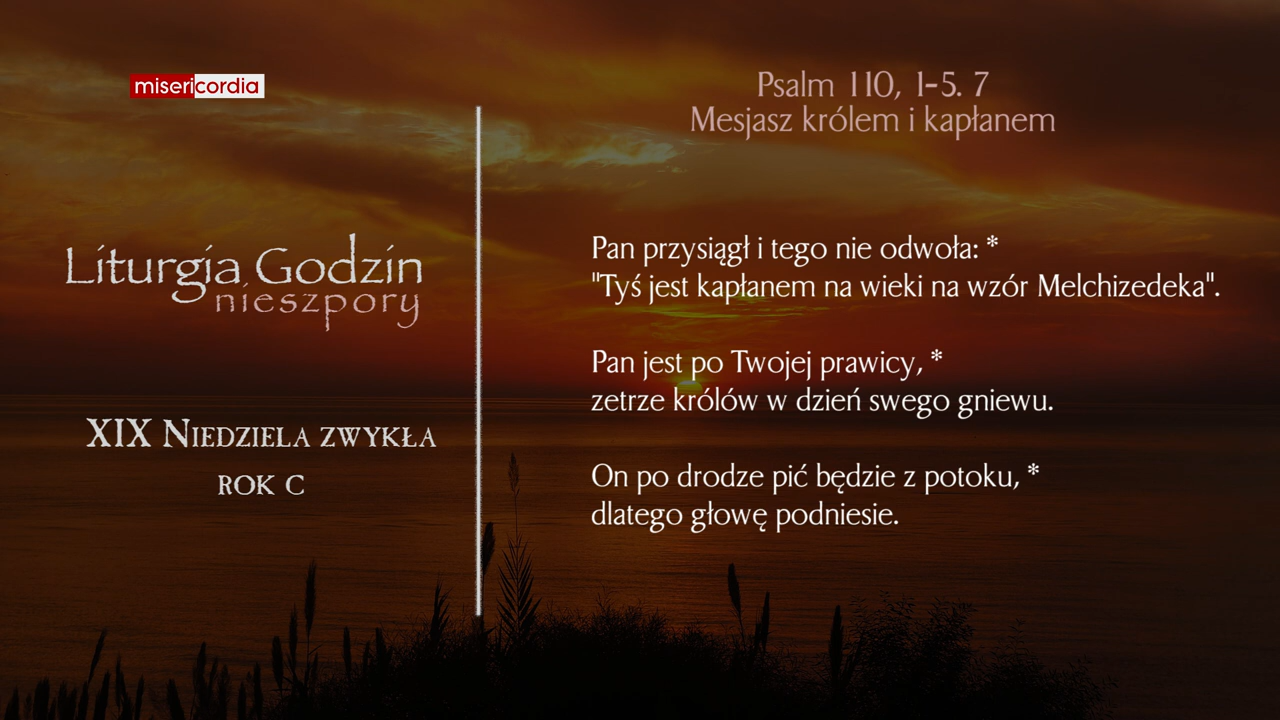 misericordia
Liturgia Godzin
nieszpory
XIX Niedziela zwykła
rok C
Psalm 110, 1-5. 7
Mesjasz królem i kapłanem
Pan przysiągł i tego nie odwoła: *
"Tyś jest kapłanem na wieki na wzór Melchizedeka".
Pan jest po Twojej prawicy, *
zetrze królów w dzień swego gniewu.
On po drodze pić będzie z potoku, *
dlatego głowę podniesie.